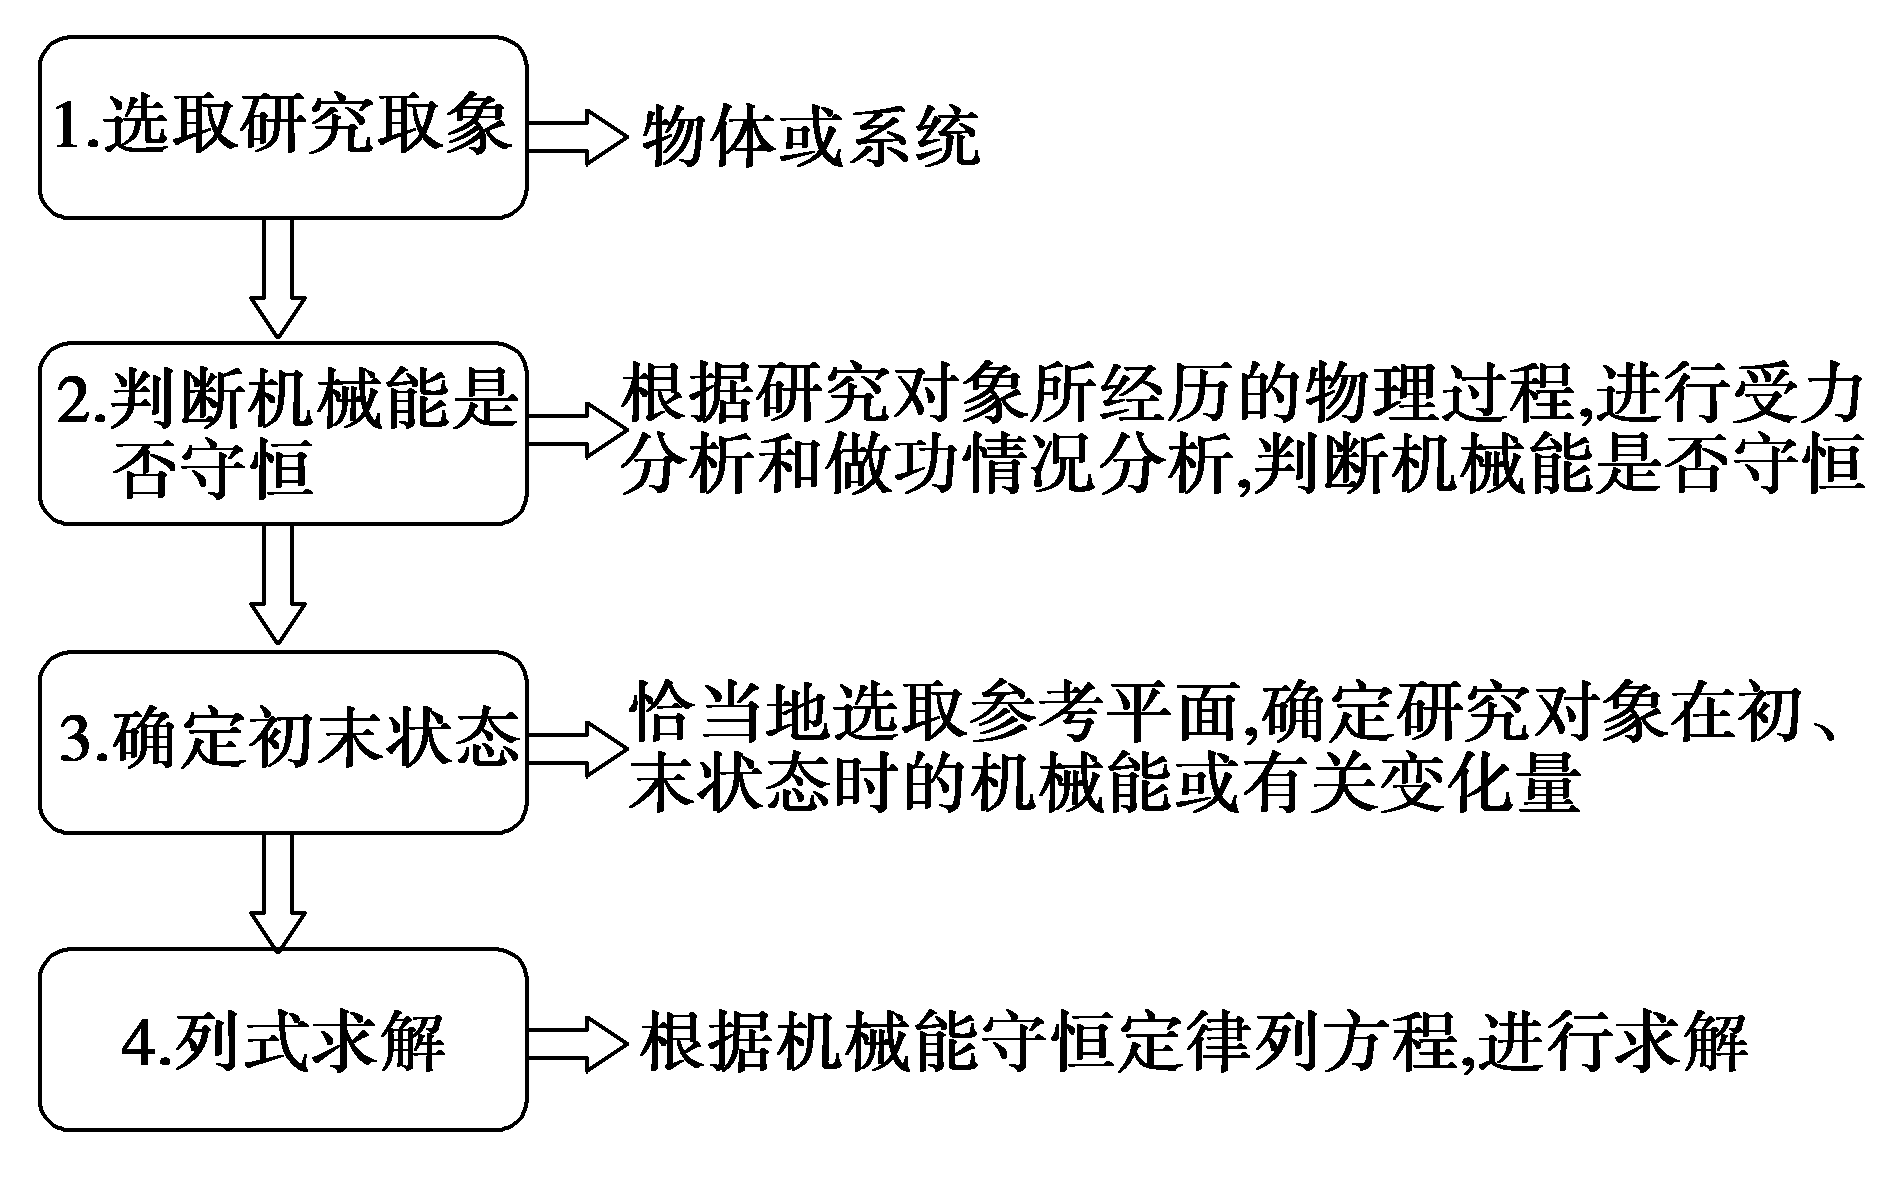 1.选取研究取象
物体或系统
2.判断机械能是
否守恒
根据研究对象所经历的物理过程,进行受力
分析和做功情况分析,判断机械能是否守恒
3.确定初末状态
恰当地选取参考平面,确定研究对象在初、
末状态时的机械能或有关变化量
4.列式求解
根据机械能守恒定律列方程,进行求解